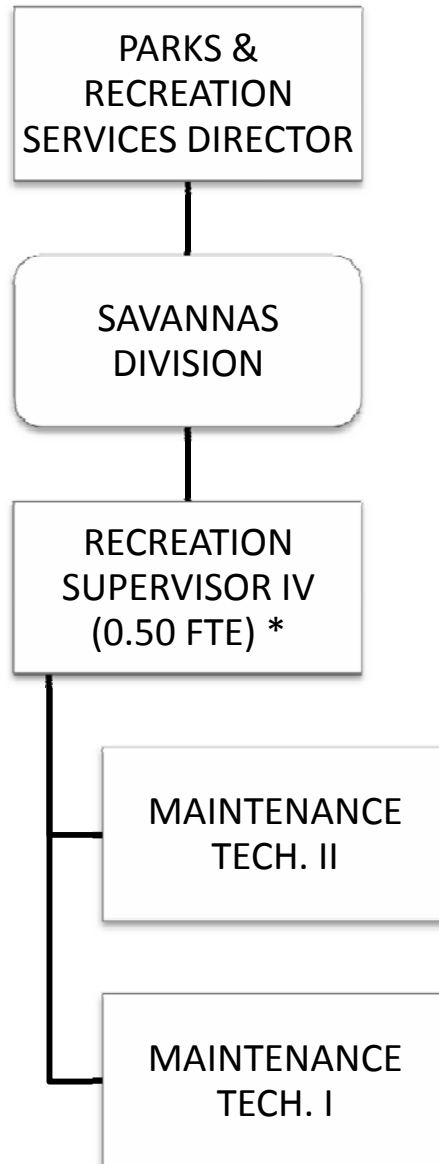 PARKS &
RECREATION
SERVICES DIRECTOR
SAVANNAS
DIVISION
RECREATION
SUPERVISOR IV
(0.50 FTE) *
MAINTENANCE
TECH. II
MAINTENANCE
TECH. I